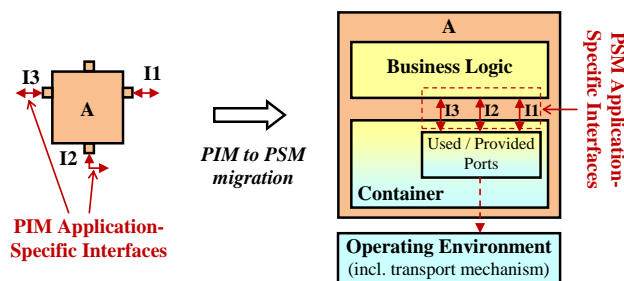 I3
I1
A
I2
PIM Application-
Specific Interfaces
PIM to PSM
migration
A
Business Logic
I3
I2
I1
Used / Provided
Ports
Container
Operating Environment
(incl. transport mechanism)
PSM Application-
Specific Interfaces